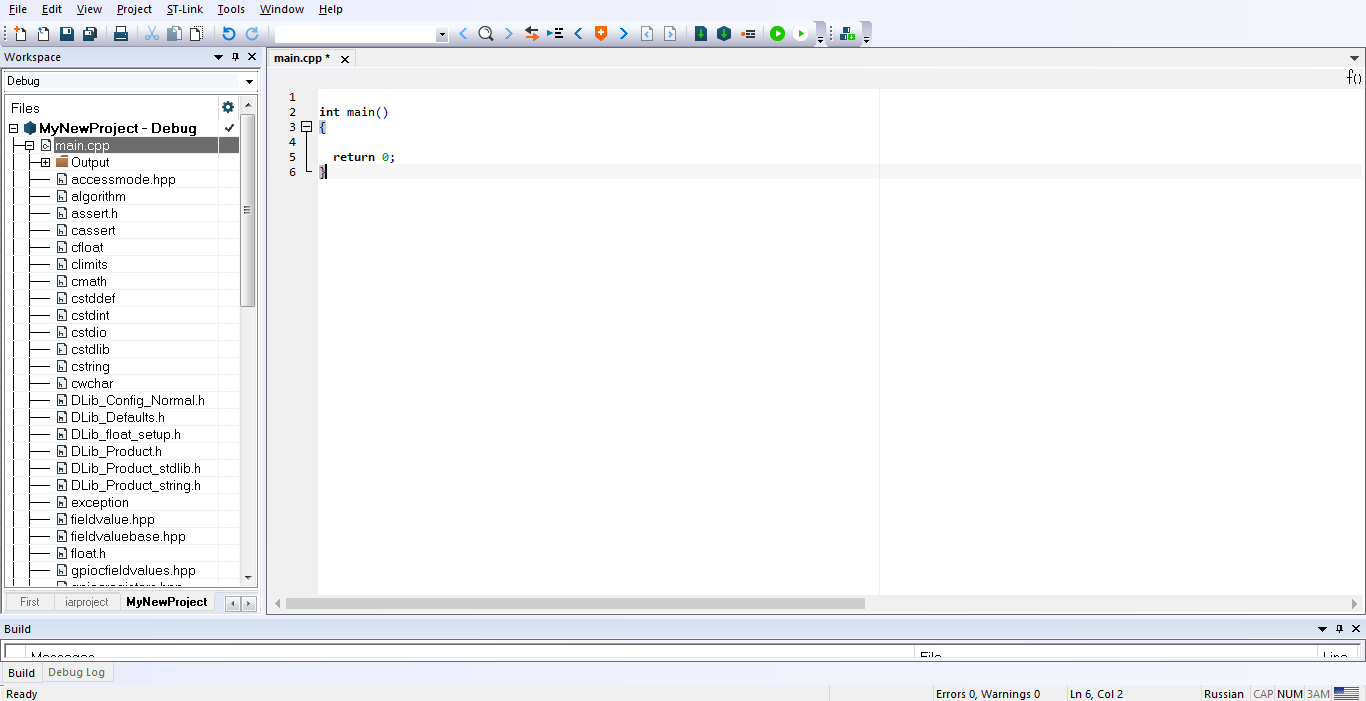 File Edit View Project ST-Link Tools Window Help
Workspace
main.cpp *
Debug
f()
Files
MyNewProject - Debug
main.cpp
Output
accessmode.hpp
algorithm
assert.h
cassert
cfloat
climits
cmath
cstddef
cstdint
cstdio
cstdlib
cstring
cwchar
DLib_Config_Normal.h
DLib_Defaults.h
DLib_float_setup.h
DLib_Product.h
DLib_Product_stdlib.h
DLib_Product_string.h
exception
fieldvalue.hpp
fieldvaluebase.hpp
float.h
gpiocfieldvalues.hpp
First iarproject MyNewProject
1
2 int main()
3 {
4
5 return 0;
6 }
Build
Messages File Line
Build Debug Log
Ready Errors 0, Warnings 0 Ln 6, Col 2 Russian CAP NUM ЗАМ